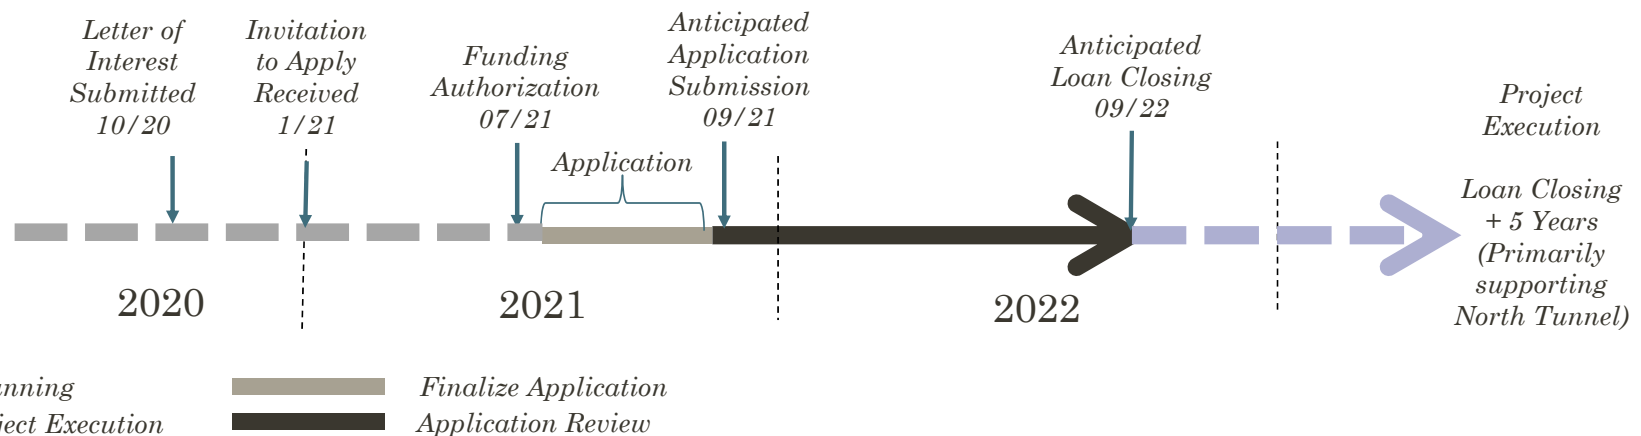 Letter of
Interest
Submitted
10/20
Invitation
to Apply
Received
1/21
Funding
Authorization
07/21
Anticipated
Application
Submission
09/21
Anticipated
Loan Closing
09/22
Project
Execution
Loan Closing
+ 5 Years
(Primarily
supporting
North Tunnel)
Application
2020
2021
2022
Finalize Application
Execution
Application Review